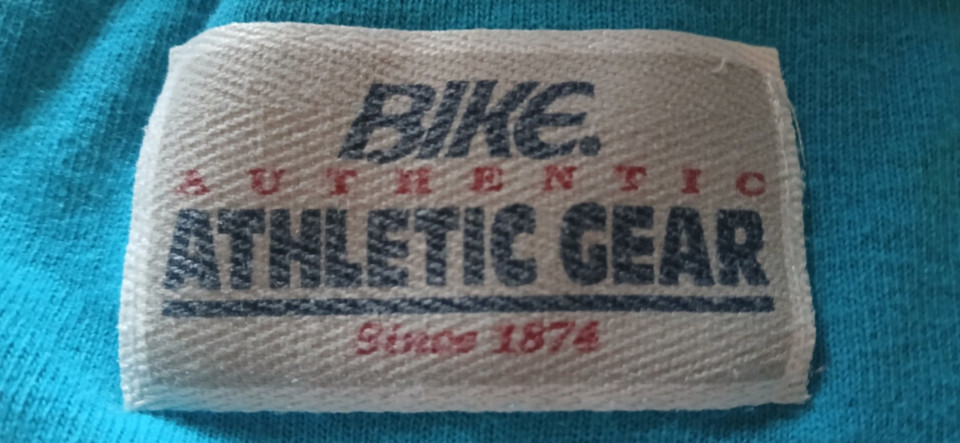 BIKE.
AUTHENTIC
ATHLETIC GEAR
Since 1874